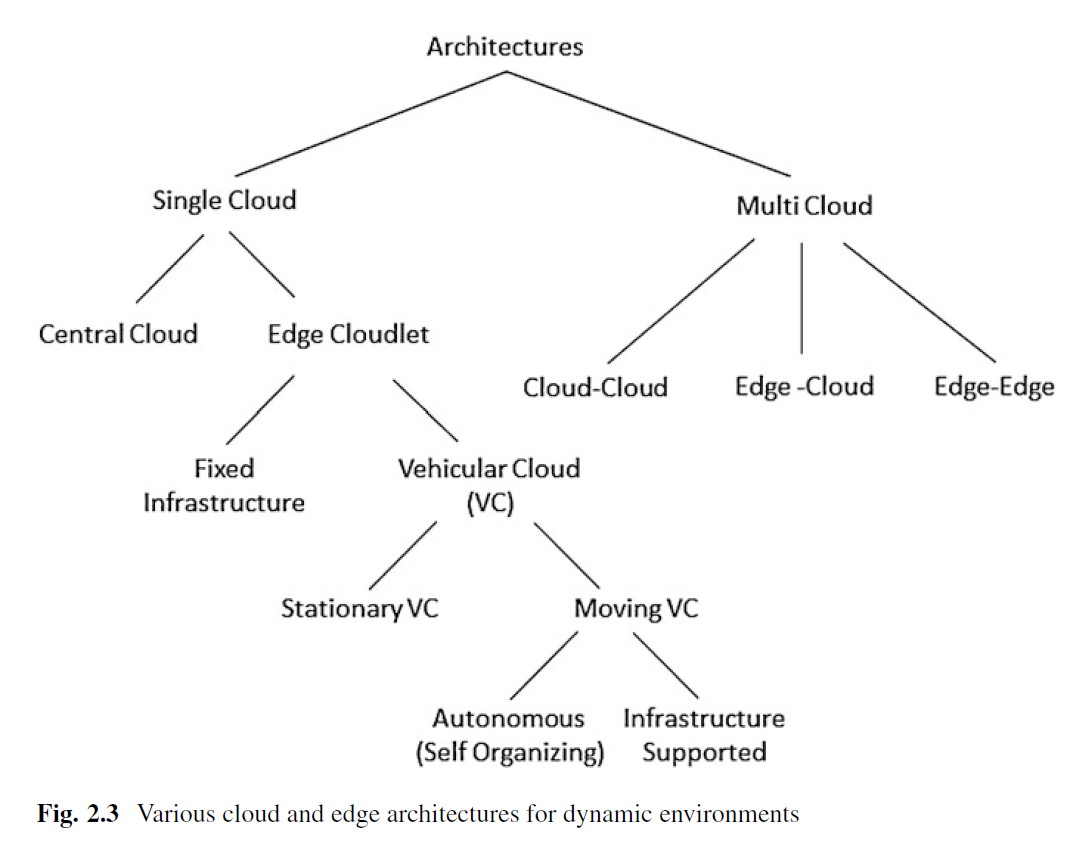 Architectures
Single Cloud
Multi Cloud
Central Cloud
Edge Cloudlet
Cloud-Cloud
Edge -Cloud
Edge-Edge
Fixed
Infrastructure
Vehicular Cloud
(VC)
Stationary VC
Moving VC
Autonomous
(Self Organizing)
Infrastructure
Supported
Fig. 2.3 Various cloud and edge architectures for dynamic environments